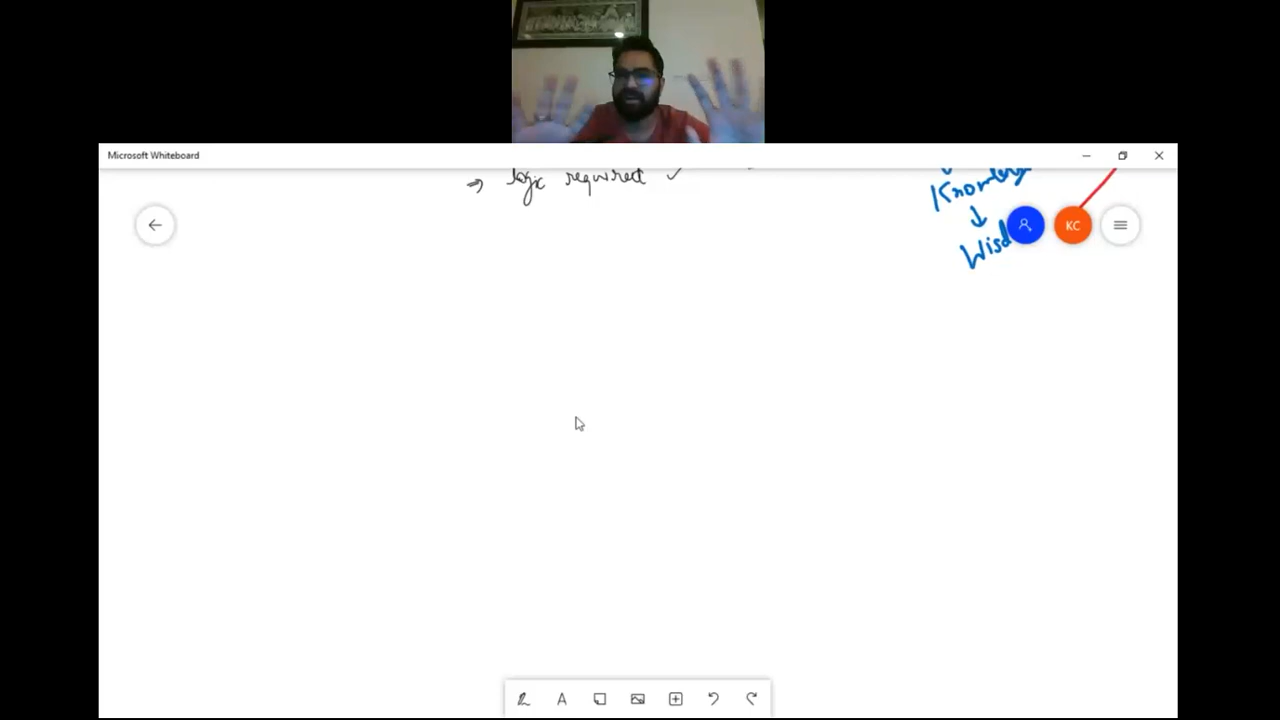 Microsoft Whiteboard
⇒ logic required ✓
Knowledge
↓
Wisd
KC
A